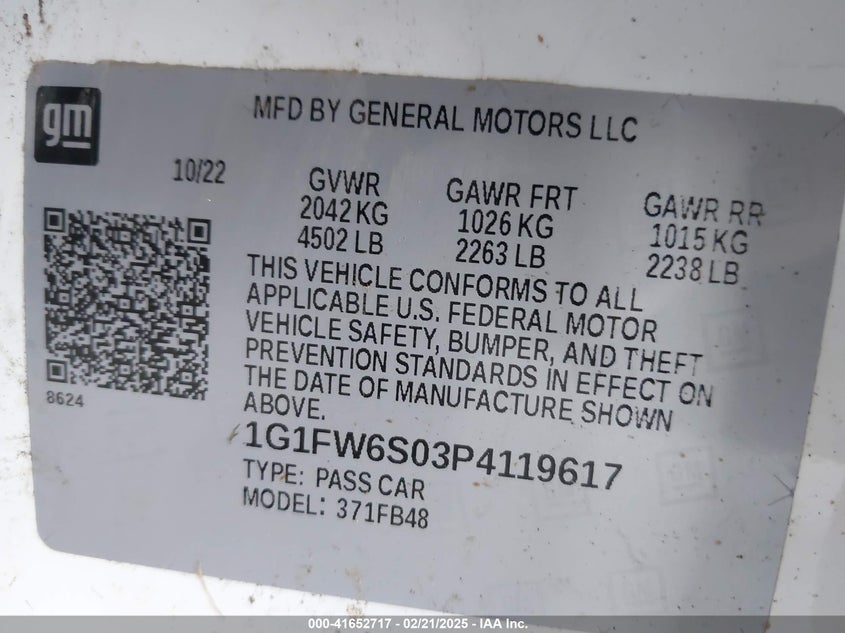 gm
MFD BY GENERAL MOTORS LLC
10/22
GVWR
2042 KG
4502 LB
GAWR FRT
1026 KG
2263 LB
GAWR RR
1015 KG
2238 LB
THIS VEHICLE CONFORMS TO ALL
APPLICABLE U.S. FEDERAL MOTOR
VEHICLE SAFETY, BUMPER, AND THEFT
PREVENTION STANDARDS IN EFFECT ON
THE DATE OF MANUFACTURE SHOWN
ABOVE.
8624
1G1FW6S03P4119617
TYPE: PASS CAR
MODEL: 371FB48
000-41652717 - 02/21/2025 - IAA Inc.